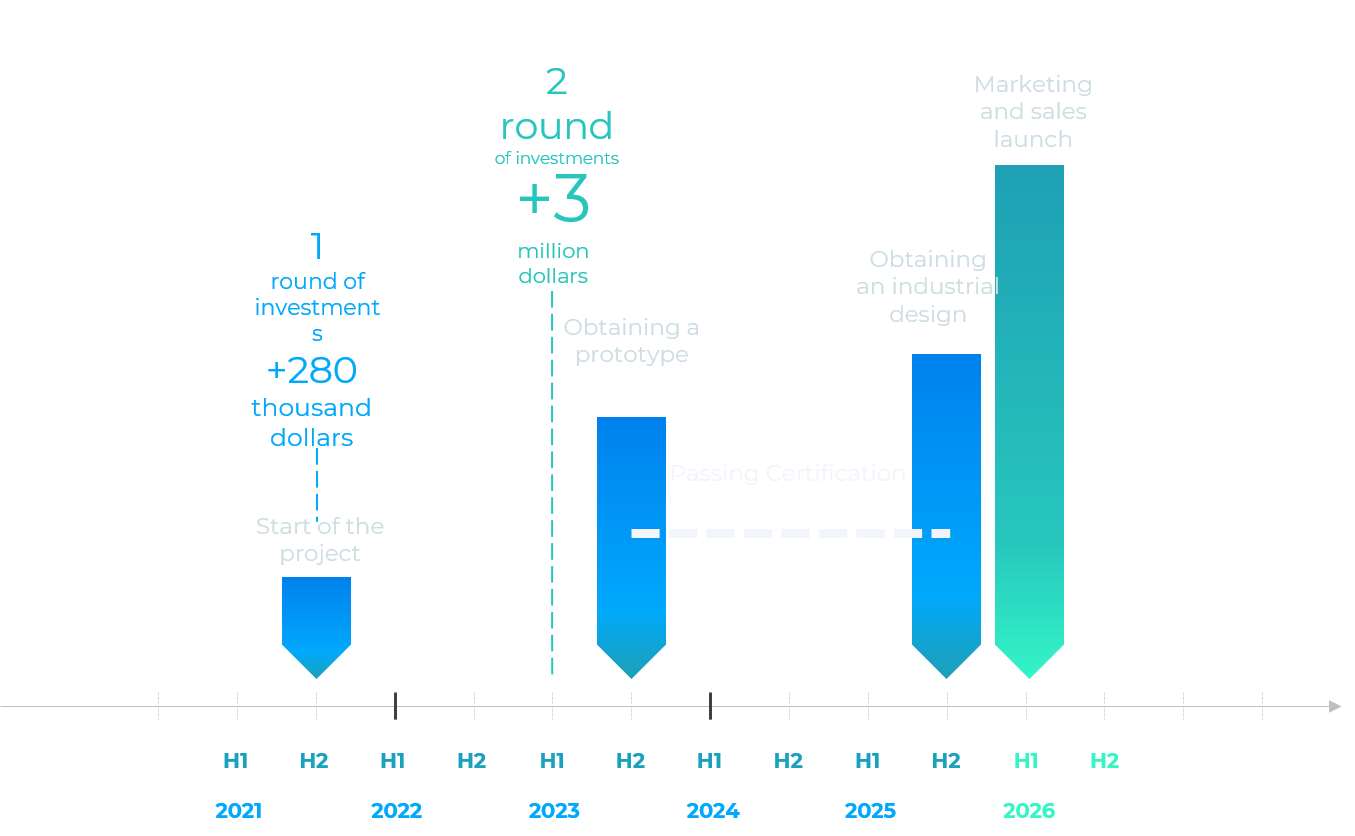 1
round of
investment
s
+280
thousand
dollars
Start of the
project
2
round
of investments
+3
million
dollars
Obtaining a
prototype
Passing Certification
Obtaining
an industrial
design
Marketing
and sales
launch
H1 H2 H1 H2 H1 H2 H1 H2 H1 H2 H1 H2
2021 2022 2023 2024 2025 2026